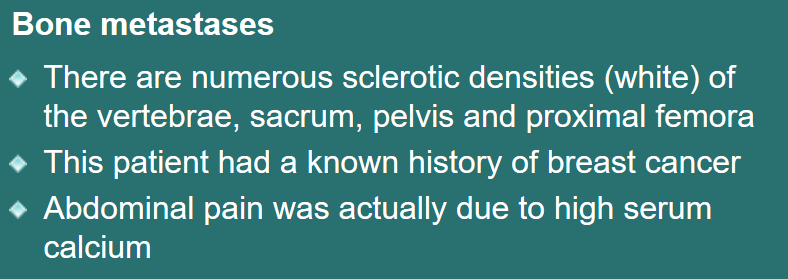 Bone metastases
There are numerous sclerotic densities (white) of
the vertebrae, sacrum, pelvis and proximal femora
This patient had a known history of breast cancer
Abdominal pain was actually due to high serum
calcium